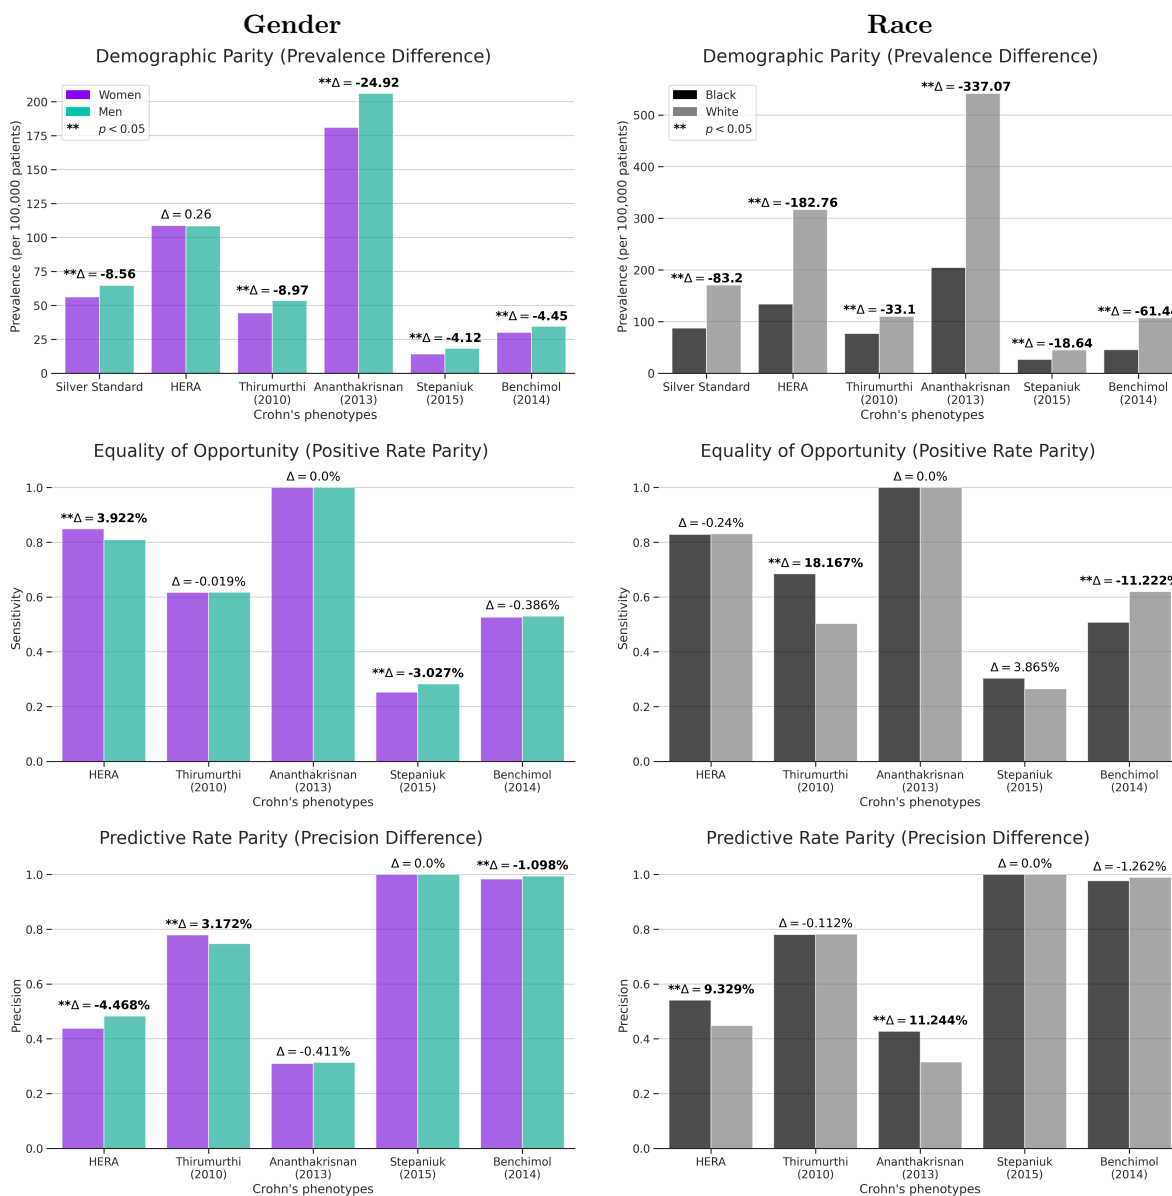 Gender
Demographic Parity (Prevalence Difference)
Prevalence (per 100,000 patients)
200
175
150
125
100
75
50
25
0
Women
Men
** p < 0.05
**Δ = -8.56
Δ = 0.26
**Δ = -8.97
**Δ = -24.92
**Δ = -4.12
**Δ = -4.45
Silver Standard
HERA
Thirumurthi
(2010)
Ananthakrisnan
(2013)
Stepaniuk
(2015)
Benchimol
(2014)
Crohn's phenotypes
Race
Demographic Parity (Prevalence Difference)
Prevalence (per 100,000 patients)
500
400
300
200
100
0
Black
White
** p < 0.05
**Δ = -83.2
**Δ = -182.76
**Δ = -33.1
**Δ = -337.07
**Δ = -18.64
**Δ = -61.4
Silver Standard
HERA
Thirumurthi
(2010)
Ananthakrisnan
(2013)
Stepaniuk
(2015)
Benchimol
(2014)
Crohn's phenotypes
Equality of Opportunity (Positive Rate Parity)
Sensitivity
1.0
0.8
0.6
0.4
0.2
0.0
**Δ = 3.922%
Δ = -0.019%
Δ = 0.0%
**Δ = -3.027%
Δ = -0.386%
HERA
Thirumurthi
(2010)
Ananthakrisnan
(2013)
Stepaniuk
(2015)
Benchimol
(2014)
Crohn's phenotypes
Equality of Opportunity (Positive Rate Parity)
Sensitivity
1.0
0.8
0.6
0.4
0.2
0.0
Δ = -0.24%
**Δ = 18.167%
Δ = 0.0%
Δ = 3.865%
**Δ = -11.222%
HERA
Thirumurthi
(2010)
Ananthakrisnan
(2013)
Stepaniuk
(2015)
Benchimol
(2014)
Crohn's phenotypes
Predictive Rate Parity (Precision Difference)
Precision
1.0
0.8
0.6
0.4
0.2
0.0
**Δ = -4.468%
**Δ = 3.172%
Δ = -0.411%
Δ = 0.0%
**Δ = -1.098%
HERA
Thirumurthi
(2010)
Ananthakrisnan
(2013)
Stepaniuk
(2015)
Benchimol
(2014)
Crohn's phenotypes
Predictive Rate Parity (Precision Difference)
Precision
1.0
0.8
0.6
0.4
0.2
0.0
**Δ = 9.329%
Δ = -0.112%
**Δ = 11.244%
Δ = 0.0%
Δ = -1.262%
HERA
Thirumurthi
(2010)
Ananthakrisnan
(2013)
Stepaniuk
(2015)
Benchimol
(2014)
Crohn's phenotypes